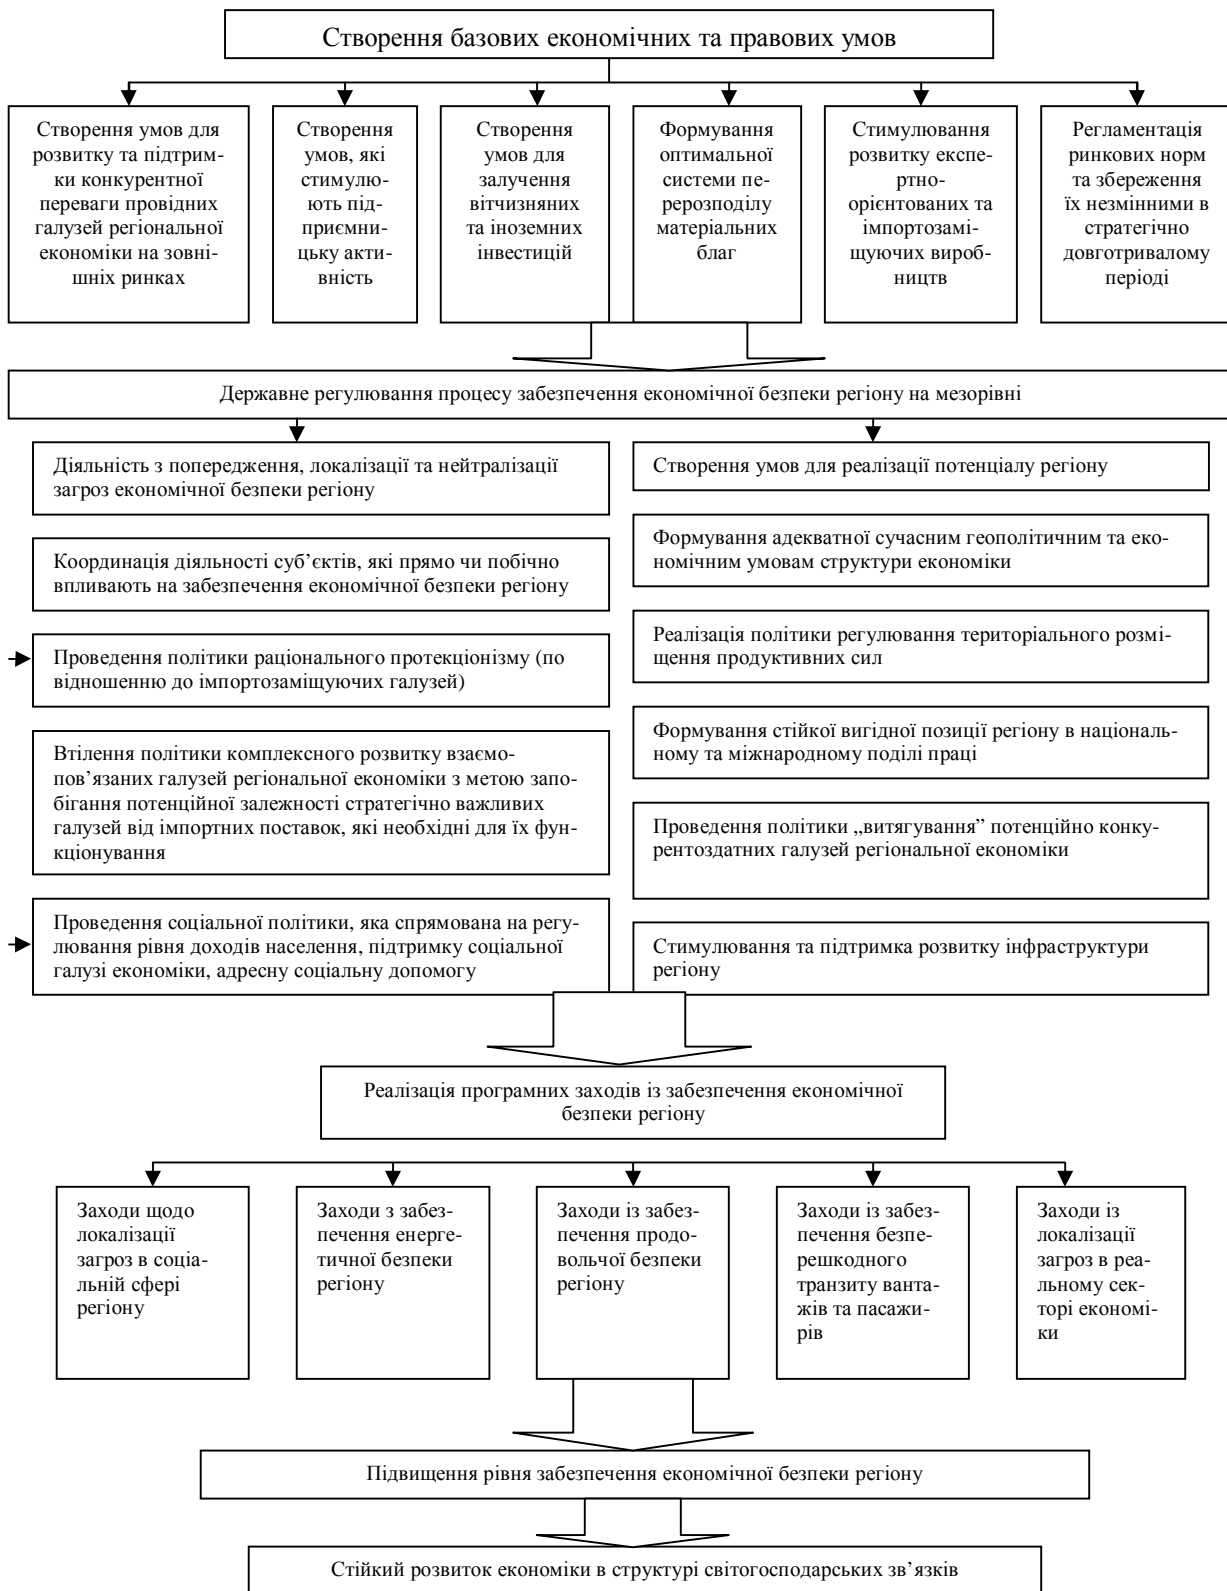 Створення базових економічних та правових умов
Створення умов для
розвитку та підтрим-
ки конкурентної
переваги провідних
галузей регіональної
економіки на зовні-
шніх ринках
Створення
умов, які
стимулю-
ють під-
приємни-
цьку акти-
вність
Створення
умов для
залучення
вітчизняних
та іноземних
інвестицій
Формування
оптимальної
системи пе-
рерозподілу
матеріальних
благ
Стимулювання
розвитку експе-
ртно-
орієнтованих та
імпортозамі-
щуючих вироб-
ництв
Регламентація
ринкових норм
та збереження
їх незмінними в
стратегічно
довготривалому
періоді
Державне регулювання процесу забезпечення економічної безпеки регіону на мезорівні
Діяльність з попередження, локалізації та нейтралізації
загроз економічної безпеки регіону
Координація діяльності суб’єктів, які прямо чи побічно
впливають на забезпечення економічної безпеки регіону
Проведення політики раціонального протекціонізму (по
відношенню до імпортозаміщуючих галузей)
Втілення політики комплексного розвитку взаємо-
пов’язаних галузей регіональної економіки з метою запо-
бігання потенційної залежності стратегічно важливих
галузей від імпортних поставок, які необхідні для їх фун-
кціонування
Проведення соціальної політики, яка спрямована на регу-
лювання рівня доходів населення, підтримку соціальної
галузі економіки, адресну соціальну допомогу
Створення умов для реалізації потенціалу регіону
Формування адекватної сучасним геополітичним та еко-
номічним умовам структури економіки
Реалізація політики регулювання територіального розмі-
щення продуктивних сил
Формування стійкої вигідної позиції регіону в національ-
ному та міжнародному поділі праці
Проведення політики „витягування” потенційно конку-
рентоздатних галузей регіональної економіки
Стимулювання та підтримка розвитку інфраструктури
регіону
Реалізація програмних заходів із забезпечення економічної
безпеки регіону
Заходи щодо
локалізації
загроз в соціа-
льній сфері
регіону
Заходи з забез-
печення енерге-
тичної безпеки
регіону
Заходи із забез-
печення продо-
вольчої безпеки
регіону
Заходи із забез-
печення безпе-
решкодного
транзиту ванта-
жів та пасажи-
рів
Заходи із
локалізації
загроз в реа-
льному сек-
торі економі-
ки
Підвищення рівня забезпечення економічної безпеки регіону
Стійкий розвиток економіки в структурі світогосподарських зв’язків